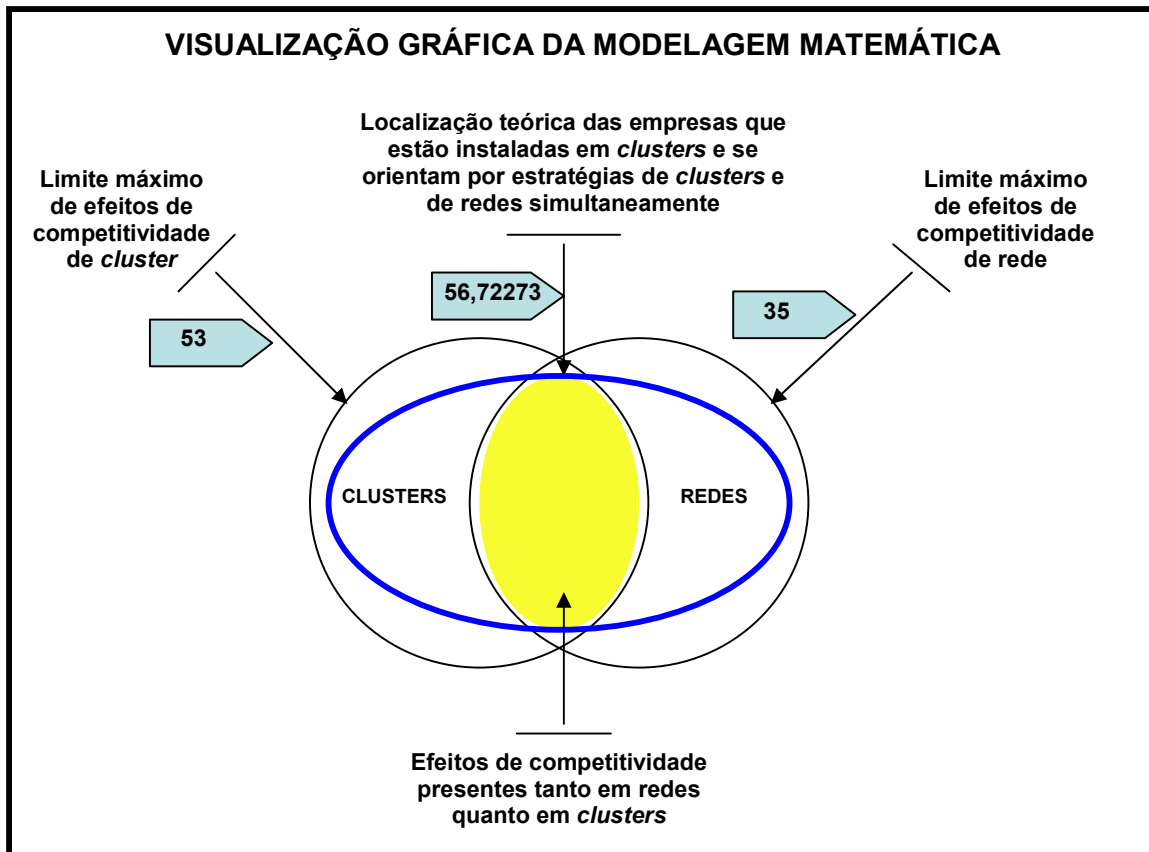 VISUALIZAÇÃO GRÁFICA DA MODELAGEM MATEMÁTICA
Localização teórica das empresas que
estão instaladas em clusters e se
orientam por estratégias de clusters e
de redes simultaneamente
Limite máximo
de efeitos de
competitividade
de cluster
Limite máximo
de efeitos de
competitividade
de rede
56,72273
53
35
CLUSTERS
REDES
Efeitos de competitividade
presentes tanto em redes
quanto em clusters